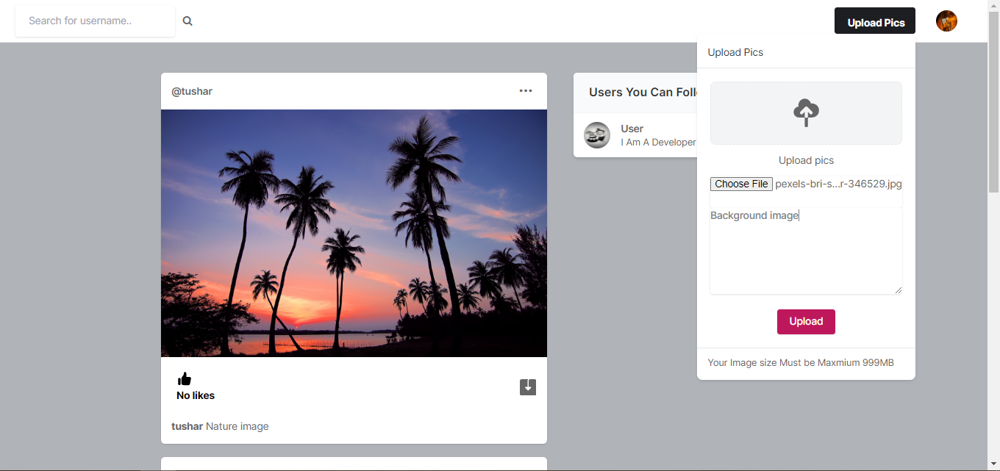 Search for username..
Upload Pics
Upload Pics
@tushar
Users You Can Foll
User
I Am A Developer
Upload pics
Choose File pexels-bri-s...r-346529.jpg
Background image
Upload
Your Image size Must be Maxmium 999MB
No likes
tushar Nature image